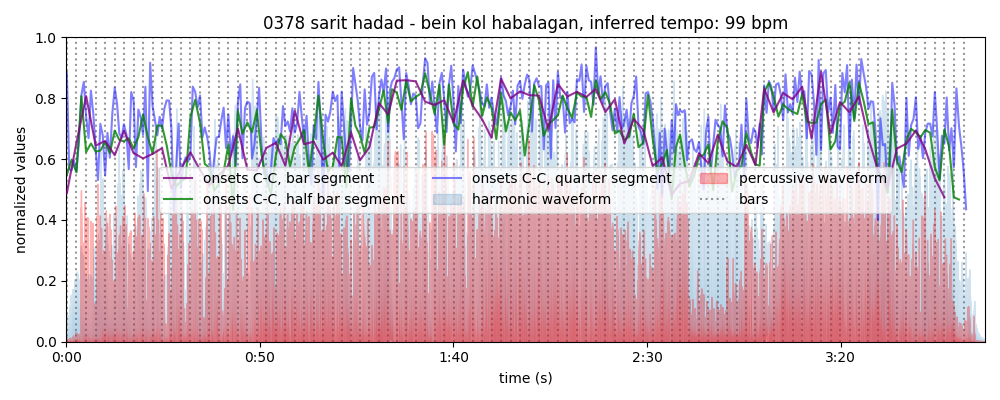 0378 sarit hadad - bein kol habalagan, inferred tempo: 99 bpm
normalized values
1.0
0.8
0.6
0.4
0.2
0.0
onsets C-C, bar segment
onsets C-C, half bar segment
onsets C-C, quarter segment
harmonic waveform
percussive waveform
bars
0:00
0:50
1:40
2:30
3:20
time (s)